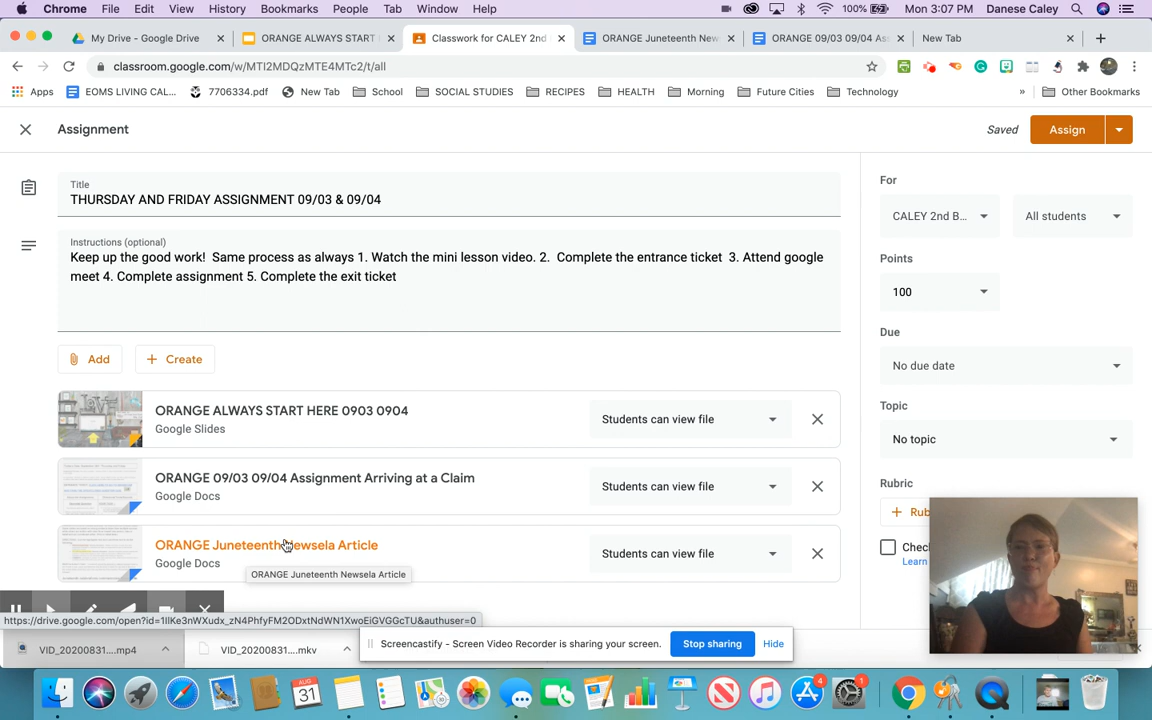 Chrome File Edit View History Bookmarks People Tab Window Help 100% Mon 3:07 PM Danese Caley
My Drive - Google Drive ORANGE ALWAYS START Classwork for CALEY 2nd ORANGE Juneteenth New ORANGE 09/03 09/04 As New Tab
classroom.google.com/w/MTI2MDQzMTE4MTc2/t/all
Apps EOMS LIVING CAL... 7706334.pdf New Tab School SOCIAL STUDIES RECIPES HEALTH Morning Future Cities Technology » Other Bookmarks
Assignment Saved Assign
Title
THURSDAY AND FRIDAY ASSIGNMENT 09/03 & 09/04
Instructions (optional)
Keep up the good work! Same process as always 1. Watch the mini lesson video. 2. Complete the entrance ticket 3. Attend google
meet 4. Complete assignment 5. Complete the exit ticket
Add Create
ORANGE ALWAYS START HERE 0903 0904
Google Slides
Students can view file
ORANGE 09/03 09/04 Assignment Arriving at a Claim
Google Docs
Students can view file
ORANGE Juneteenth Newsela Article
Google Docs
Students can view file
ORANGE Juneteenth Newsela Article
For
CALEY 2nd B... All students
Points
100
Due
No due date
Topic
No topic
Rubric
+ Rub
Chec
Learn
https://drive.google.com/open?id=1IlKe3nWXudx_zN4PhfyFM2ODxtNdWN1XwoEiGVGGcTU&authuser=0
VID_20200831....mp4 VID_20200831....mkv
Screencastify - Screen Video Recorder is sharing your screen. Stop sharing Hide
AUG
31
4
1